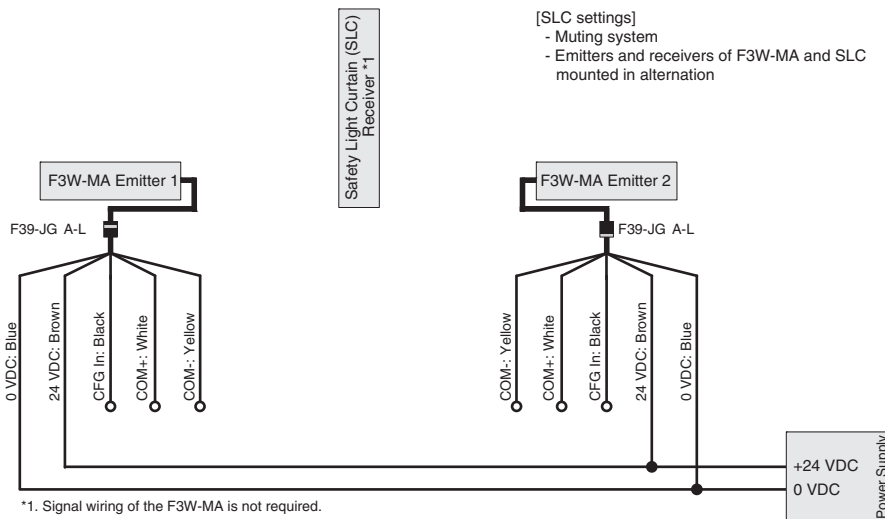 [SLC settings]
- Muting system
- Emitters and receivers of F3W-MA and SLC
mounted in alternation
Safety Light Curtain (SLC)
Receiver *1
F3W-MA Emitter 1
F3W-MA Emitter 2
F39-JG A-L
F39-JG A-L
0 VDC: Blue
24 VDC: Brown
CFG In: Black
COM+: White
COM-: Yellow
COM-: Yellow
COM+: White
CFG In: Black
24 VDC: Brown
0 VDC: Blue
+24 VDC
0 VDC
Power Supply
*1. Signal wiring of the F3W-MA is not required.